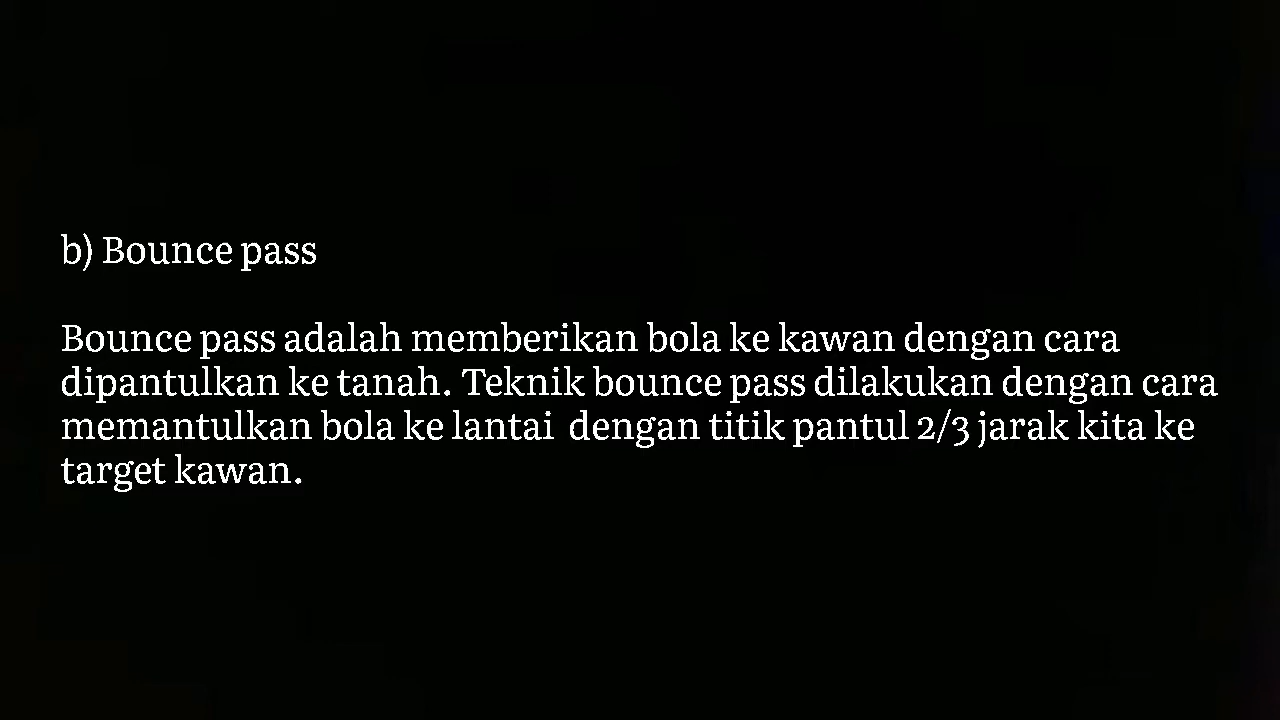 b) Bounce pass
Bounce pass adalah memberikan bola ke kawan dengan cara
dipantulkan ke tanah. Teknik bounce pass dilakukan dengan cara
memantulkan bola ke lantai  dengan titik pantul 2/3 jarak kita ke
target kawan.